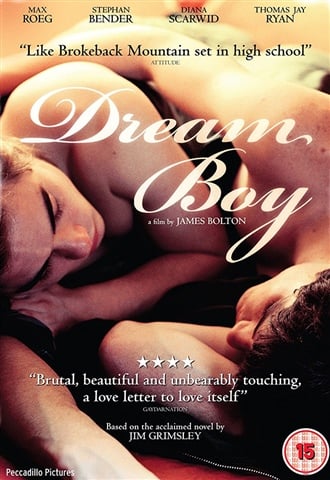 MAX ROEG
STEPHAN BENDER
DIANA SCARWID
THOMAS JAY RYAN
“Like Brokeback Mountain set in high school”
ATTITUDE
Dream
Boy
a film by JAMES BOLTON
“Brutal, beautiful and unbearably touching,
a love letter to love itself”
GAYDARNATION
Based on the acclaimed novel by
JIM GRIMSLEY
15
Peccadillo Pictures